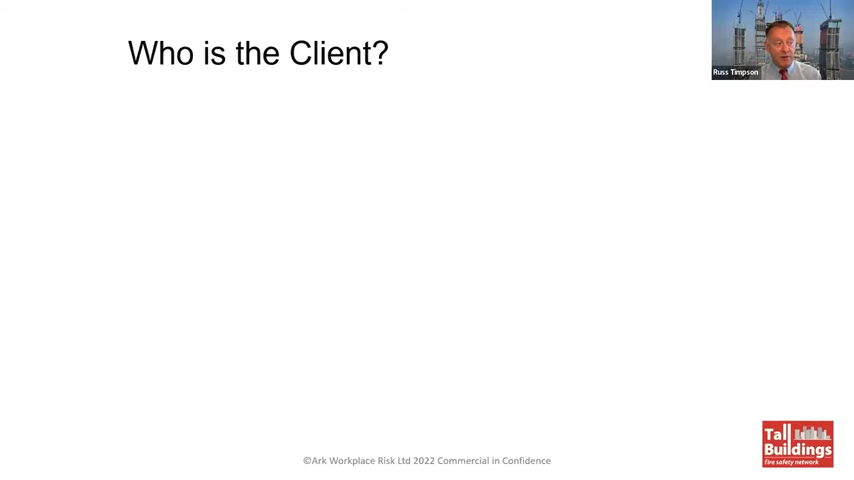 Who is the Client?
Russ Timpson
Tall
Buildings
fire safety network
©Ark Workplace Risk Ltd 2022 Commercial in Confidence